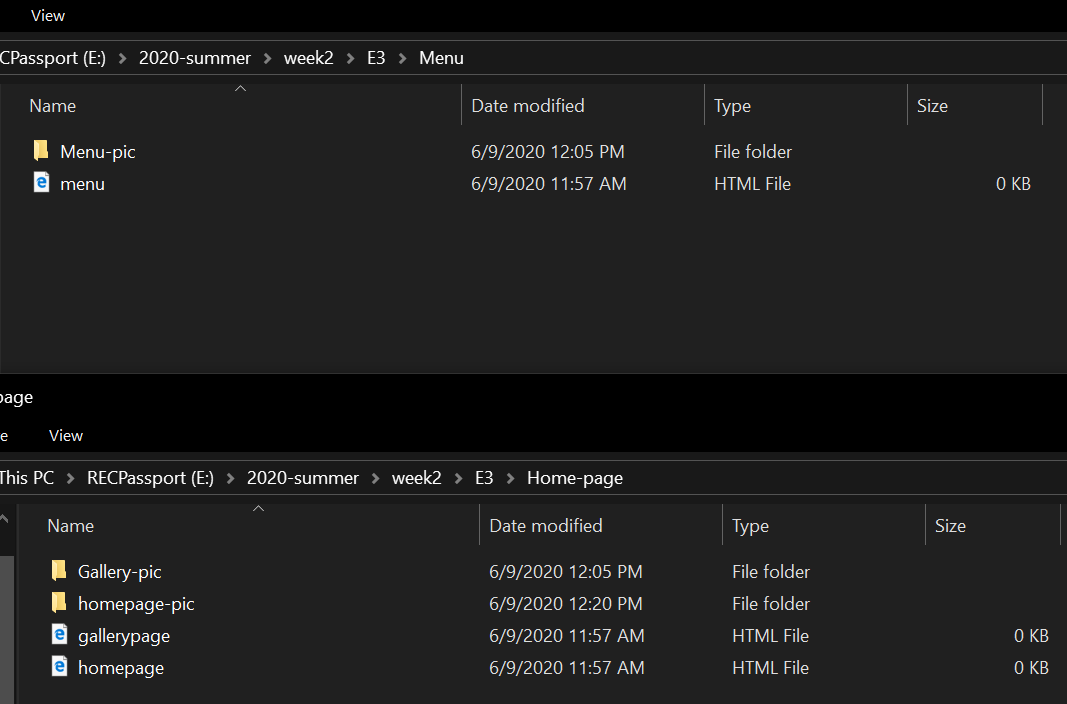 View
CPassport (E:) > 2020-summer > week2 > E3 > Menu
Name Date modified Type Size
Menu-pic 6/9/2020 12:05 PM File folder
menu 6/9/2020 11:57 AM HTML File 0 KB
page
e View
This PC > RECPassport (E:) > 2020-summer > week2 > E3 > Home-page
Name Date modified Type Size
Gallery-pic 6/9/2020 12:05 PM File folder
homepage-pic 6/9/2020 12:20 PM File folder
gallerypage 6/9/2020 11:57 AM HTML File 0 KB
homepage 6/9/2020 11:57 AM HTML File 0 KB